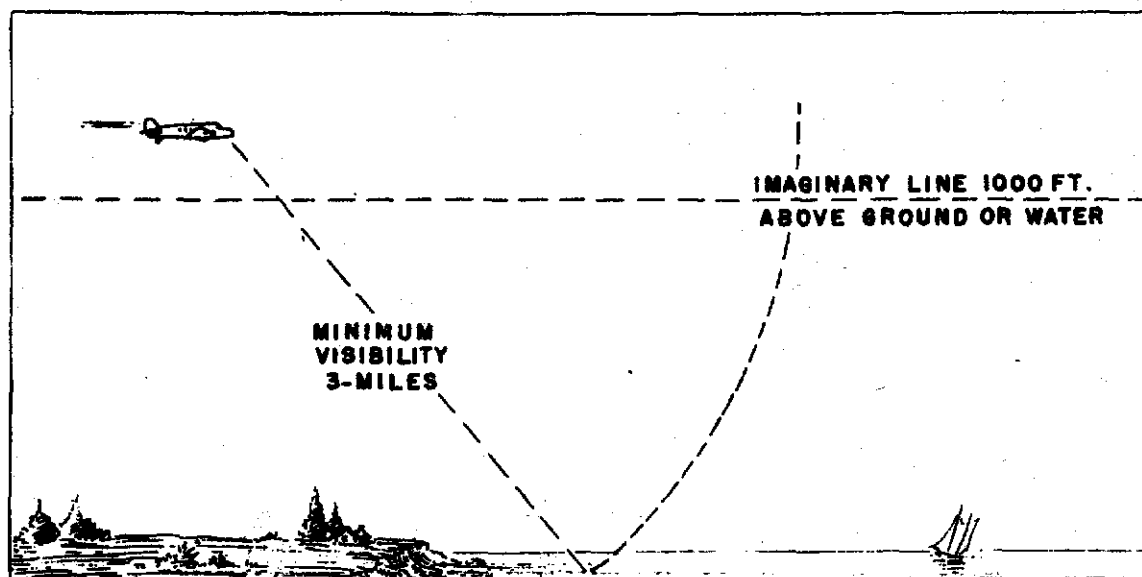 IMAGINARY LINE 1000 FT.
ABOVE GROUND OR WATER
MINIMUM
VISIBILITY
3-MILES